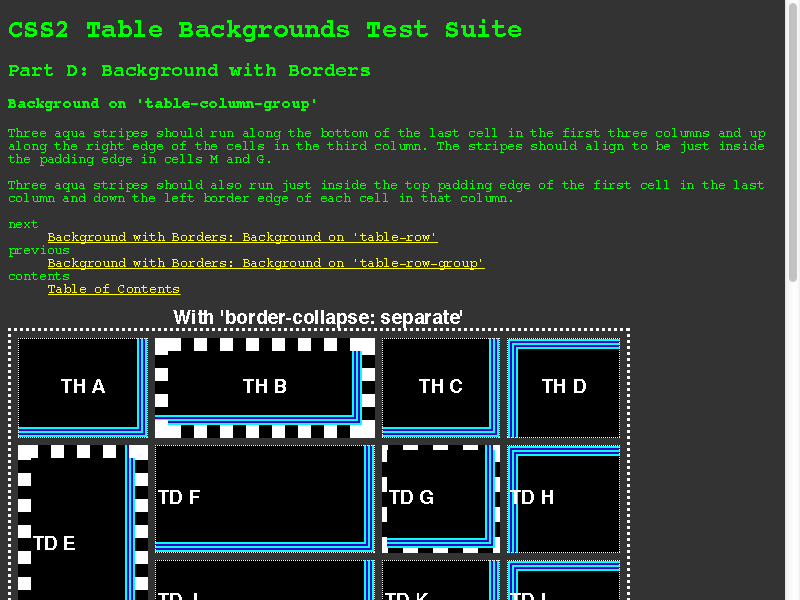 CSS2 Table Backgrounds Test Suite
Part D: Background with Borders
Background on 'table-column-group'
Three aqua stripes should run along the bottom of the last cell in the first three columns and up
along the right edge of the cells in the third column. The stripes should align to be just inside
the padding edge in cells M and G.
Three aqua stripes should also run just inside the top padding edge of the first cell in the last
column and down the left border edge of each cell in that column.
next
Background with Borders: Background on 'table-row'
previous
Background with Borders: Background on 'table-row-group'
contents
Table of Contents
With 'border-collapse: separate'
TH A TH B TH C TH D
TD F TD G TD H
TD E